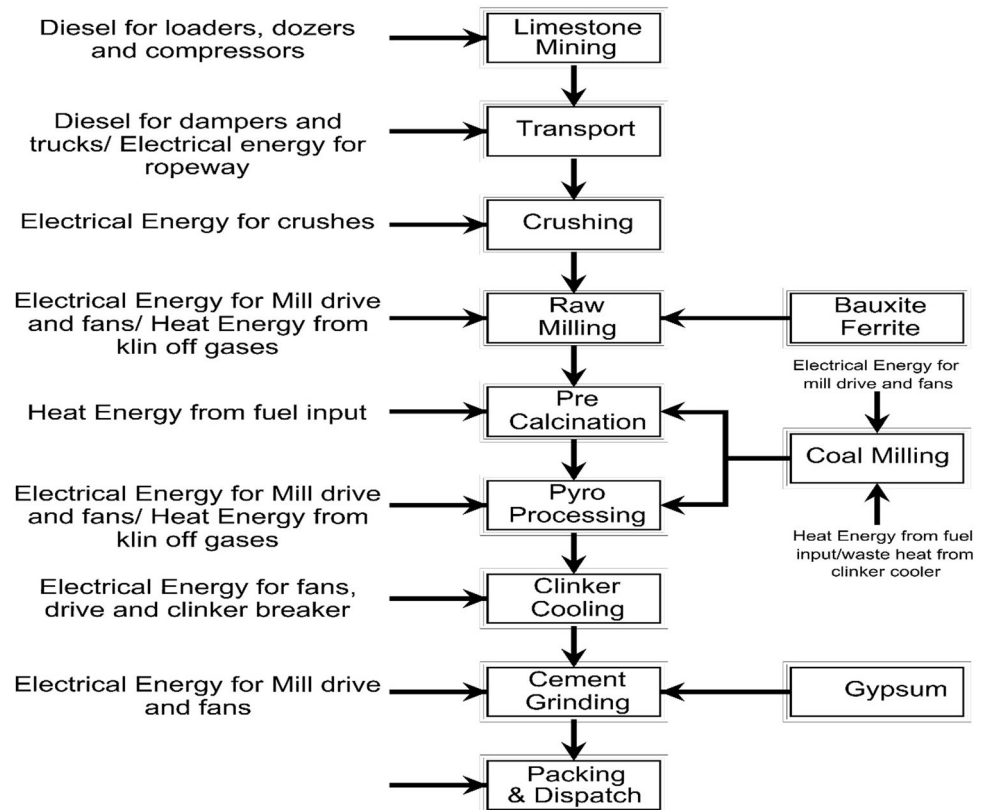 Diesel for loaders, dozers
and compressors
Limestone
Mining
Diesel for dampers and
trucks/ Electrical energy for
ropeway
Transport
Electrical Energy for crushes
Crushing
Electrical Energy for Mill drive
and fans/ Heat Energy from
klin off gases
Raw
Milling
Bauxite
Ferrite
Electrical Energy for
mill drive and fans
Heat Energy from fuel input
Pre
Calcination
Coal Milling
Electrical Energy for Mill drive
and fans/ Heat Energy from
klin off gases
Pyro
Processing
Heat Energy from fuel
input/waste heat from
clinker cooler
Electrical Energy for fans,
drive and clinker breaker
Clinker
Cooling
Electrical Energy for Mill drive
and fans
Cement
Grinding
Gypsum
Packing
& Dispatch